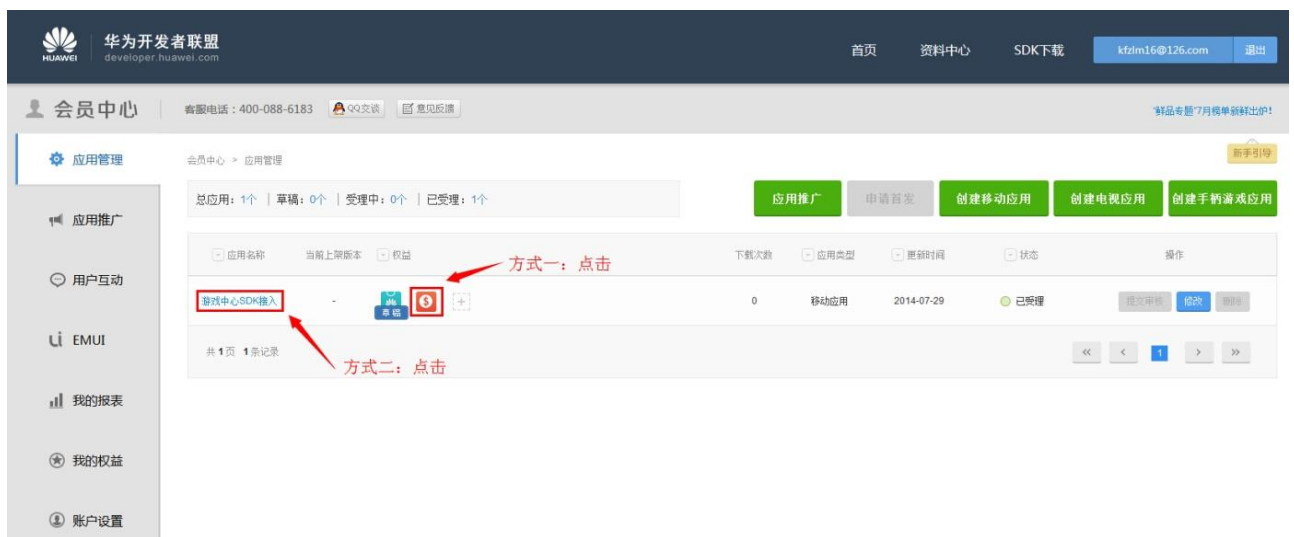 HUAWEI 华为开发者联盟
developer.huawei.com
首页 资料中心 SDK下载 kfzlm16@126.com 退出
会员中心 客服电话：400-088-6183 QQ交谈 意见反馈 "鲜品专题"7月榜单新鲜出炉！
应用管理 会员中心 > 应用管理 新手引导
总应用：1个 | 草稿：0个 | 受理中：0个 | 已受理：1个 应用推广 申请首发 创建移动应用 创建电视应用 创建手柄游戏应用
应用推广
应用名称 当前上架版本 权益 下载次数 应用类型 更新时间 状态 操作
方式一：点击
用户互动
游戏中心SDK接入 - 草稿 $ + 0 移动应用 2014-07-29 已受理 提交审核 修改 删除
EMUI
共1页 1条记录 « < 1 > »
方式二：点击
我的报表
我的权益
账户设置